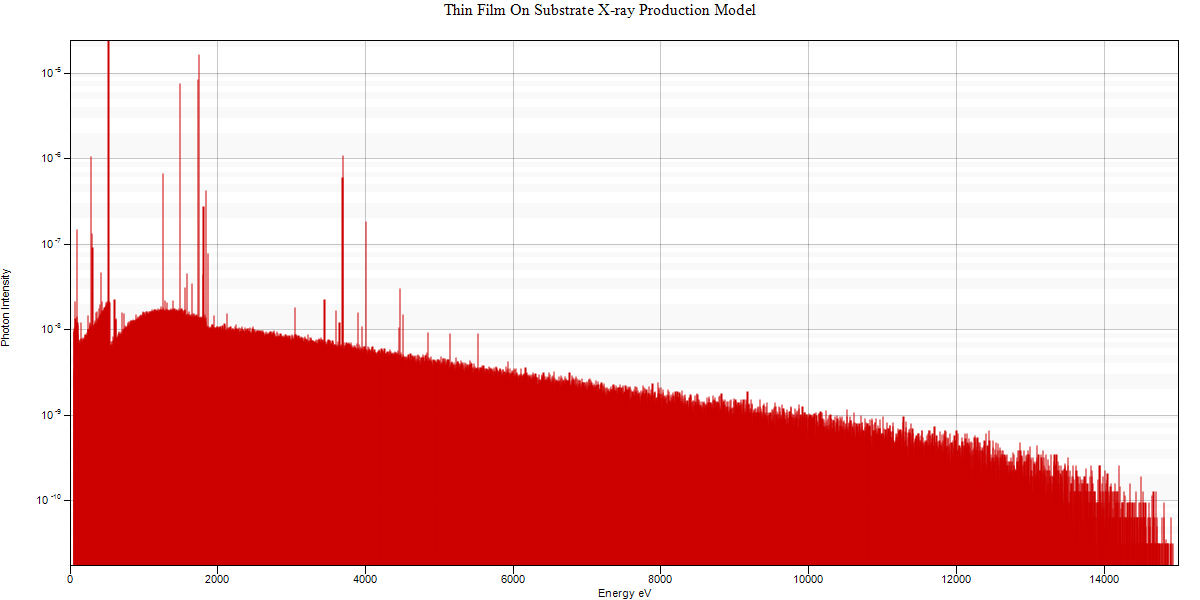 Thin Film On Substrate X-ray Production Model
Photon Intensity
10⁻⁵
10⁻⁶
10⁻⁷
10⁻⁸
10⁻⁹
10⁻¹⁰
0 2000 4000 6000 8000 10000 12000 14000
Energy eV